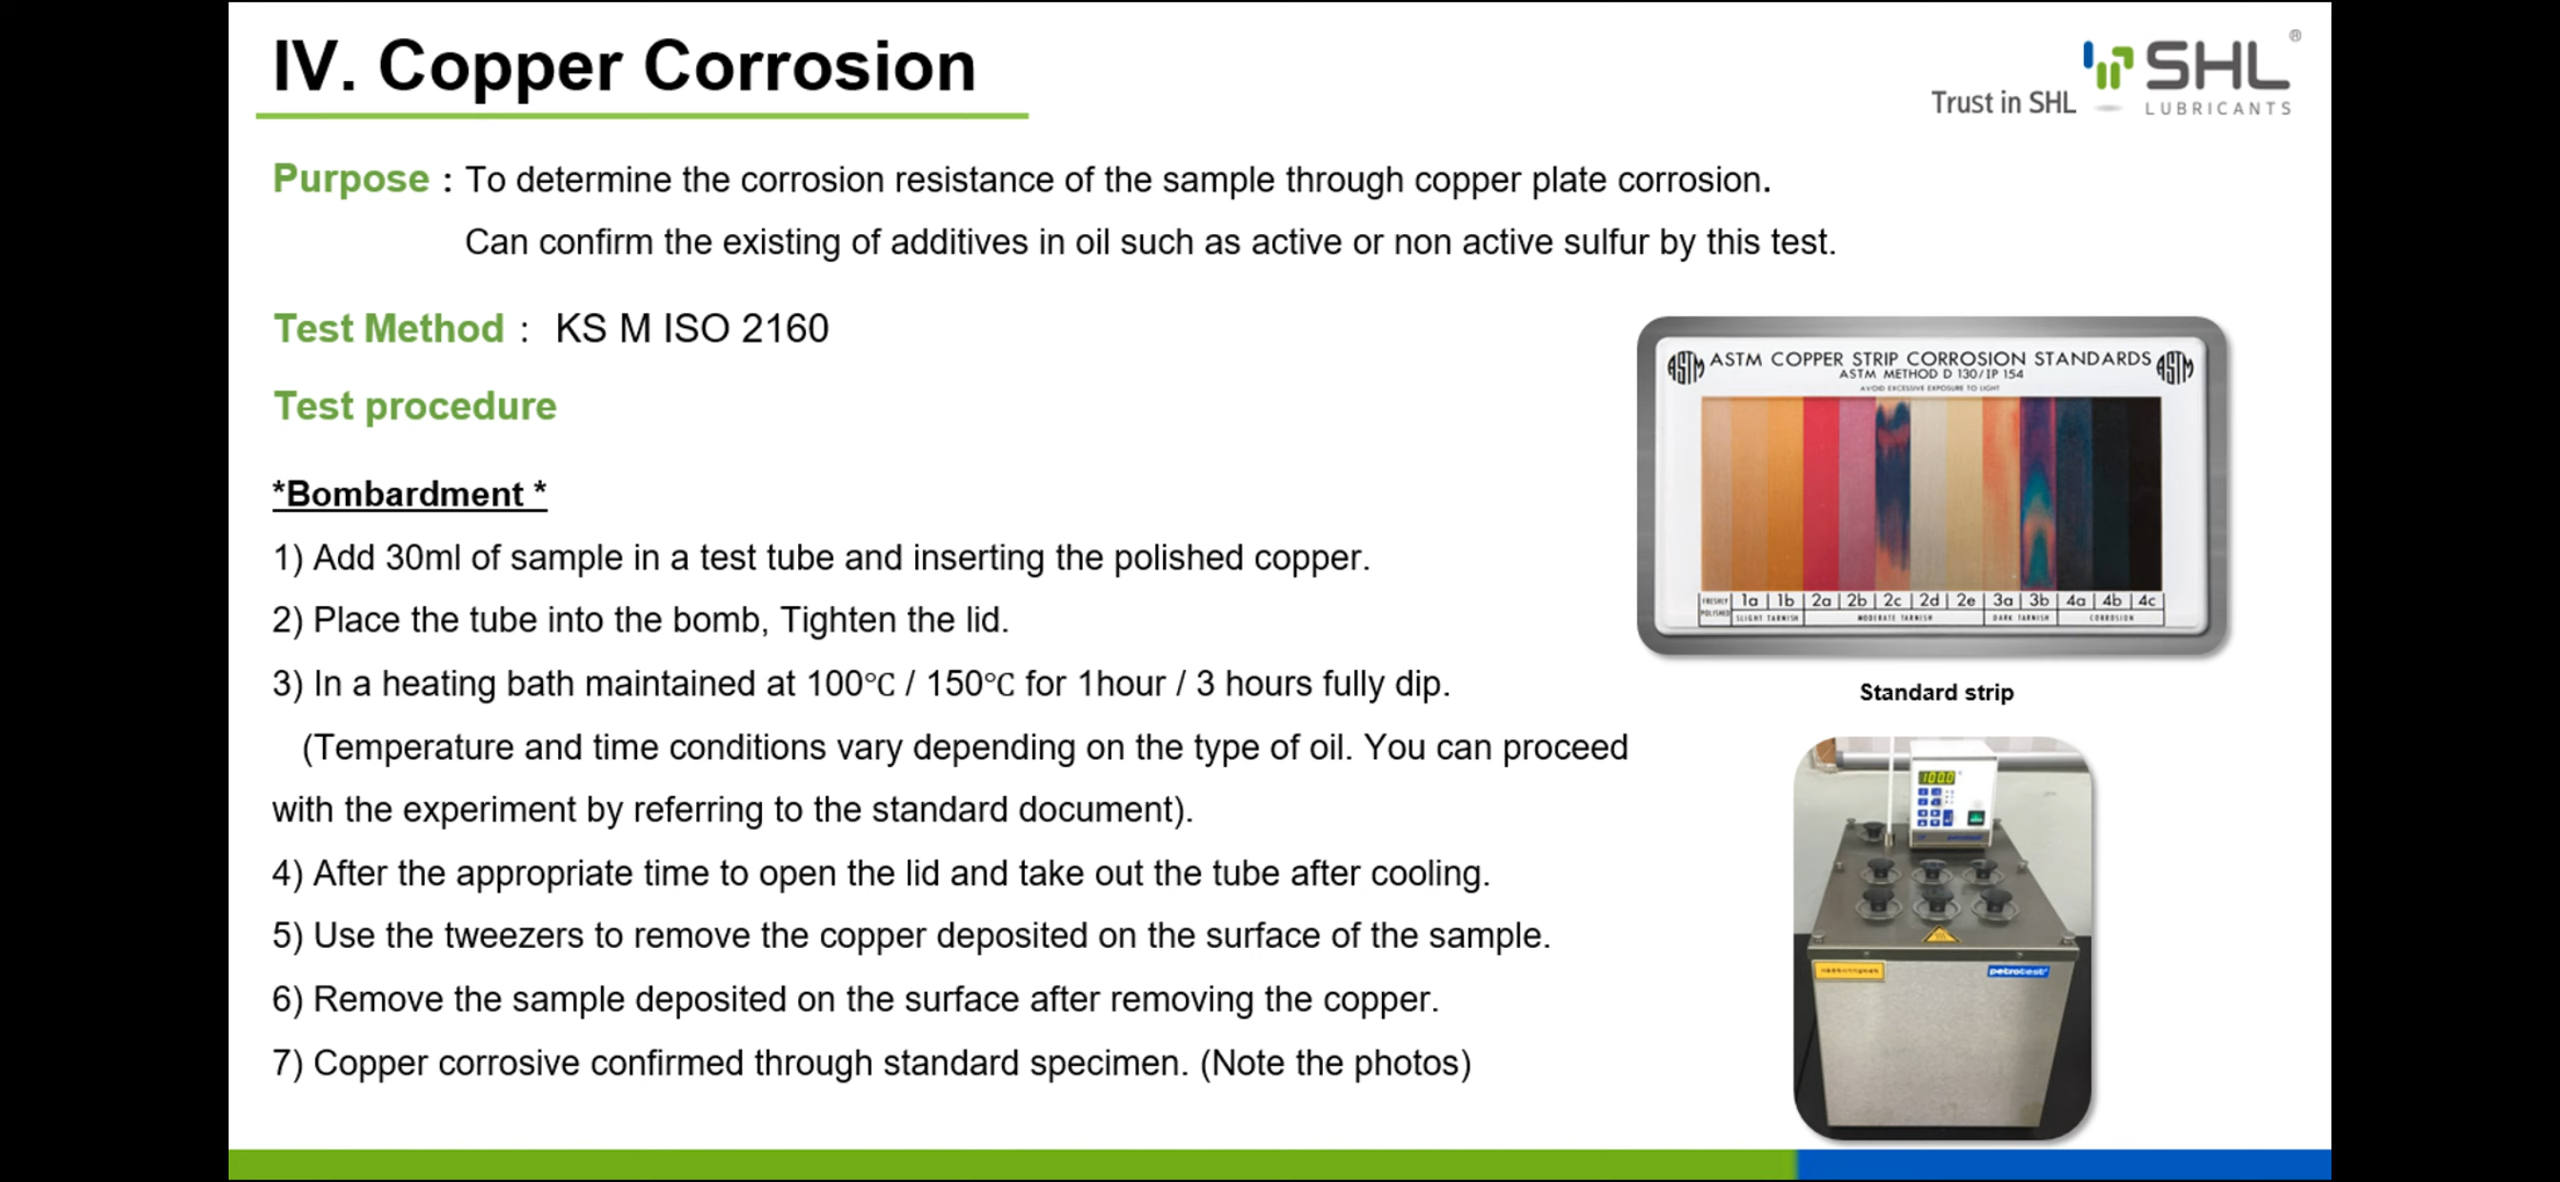 IV. Copper Corrosion
Trust in SHL
SHL®
LUBRICANTS
Purpose : To determine the corrosion resistance of the sample through copper plate corrosion.
Can confirm the existing of additives in oil such as active or non active sulfur by this test.
Test Method : KS M ISO 2160
Test procedure
*Bombardment *
1) Add 30ml of sample in a test tube and inserting the polished copper.
2) Place the tube into the bomb, Tighten the lid.
3) In a heating bath maintained at 100℃ / 150℃ for 1hour / 3 hours fully dip.
(Temperature and time conditions vary depending on the type of oil. You can proceed
with the experiment by referring to the standard document).
4) After the appropriate time to open the lid and take out the tube after cooling.
5) Use the tweezers to remove the copper deposited on the surface of the sample.
6) Remove the sample deposited on the surface after removing the copper.
7) Copper corrosive confirmed through standard specimen. (Note the photos)
ASTM ASTM COPPER STRIP CORROSION STANDARDS ASTM
ASTM METHOD D 130/IP 154
AVOID EXCESSIVE EXPOSURE TO LIGHT
FRESHLY POLISHED 1a 1b 2a 2b 2c 2d 2e 3a 3b 4a 4b 4c
SLIGHT TARNISH MODERATE TARNISH DARK TARNISH CORROSION
Standard strip
100.0
petrotest